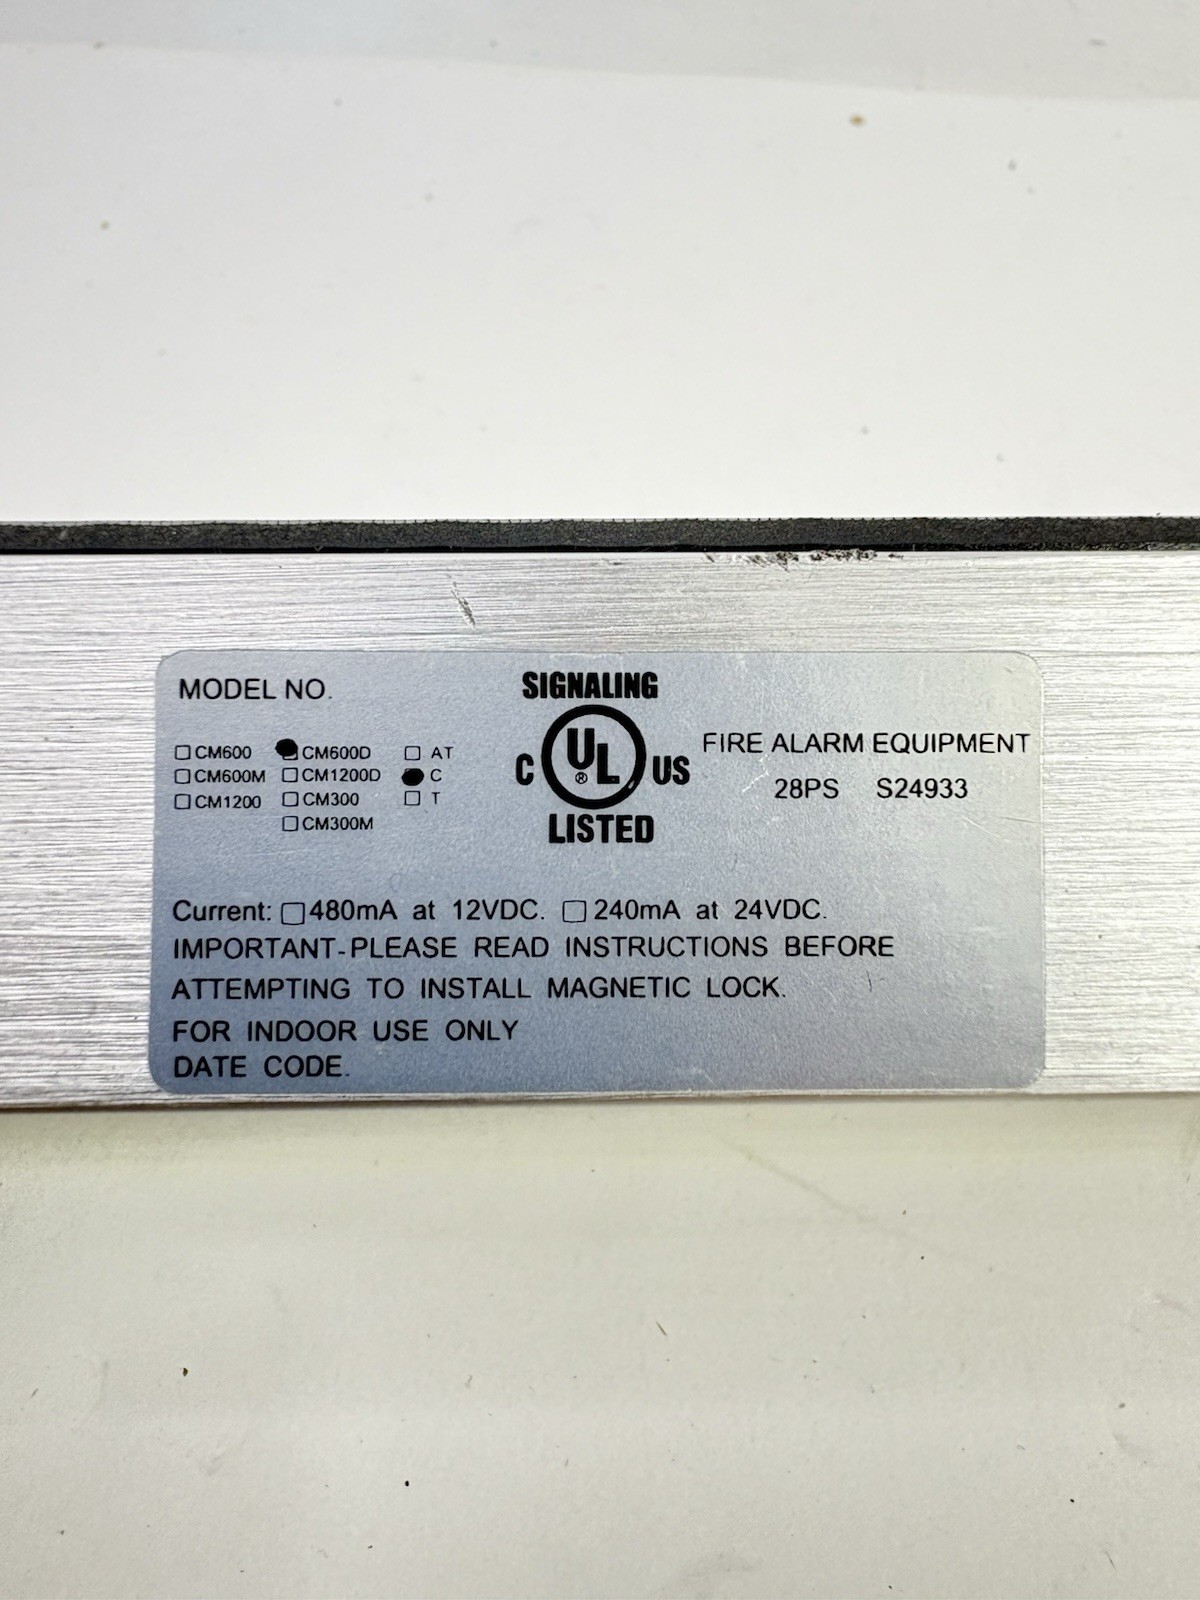 MODEL NO.
☐ CM600 ● CM600D ☐ AT
☐ CM600M ☐ CM1200D ● C
☐ CM1200 ☐ CM300 ☐ T
☐ CM300M
SIGNALING
C UL ® US
LISTED
FIRE ALARM EQUIPMENT
28PS S24933
Current: ☐ 480mA at 12VDC. ☐ 240mA at 24VDC.
IMPORTANT-PLEASE READ INSTRUCTIONS BEFORE
ATTEMPTING TO INSTALL MAGNETIC LOCK.
FOR INDOOR USE ONLY
DATE CODE.